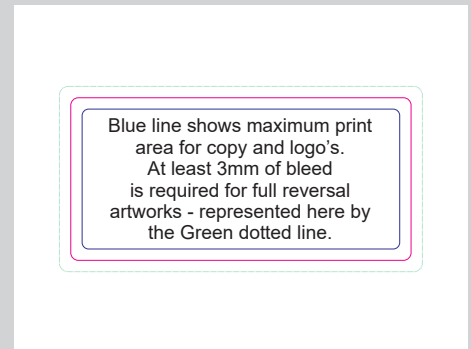 Blue line shows maximum print
area for copy and logo's.
At least 3mm of bleed
is required for full reversal
artworks - represented here by
the Green dotted line.